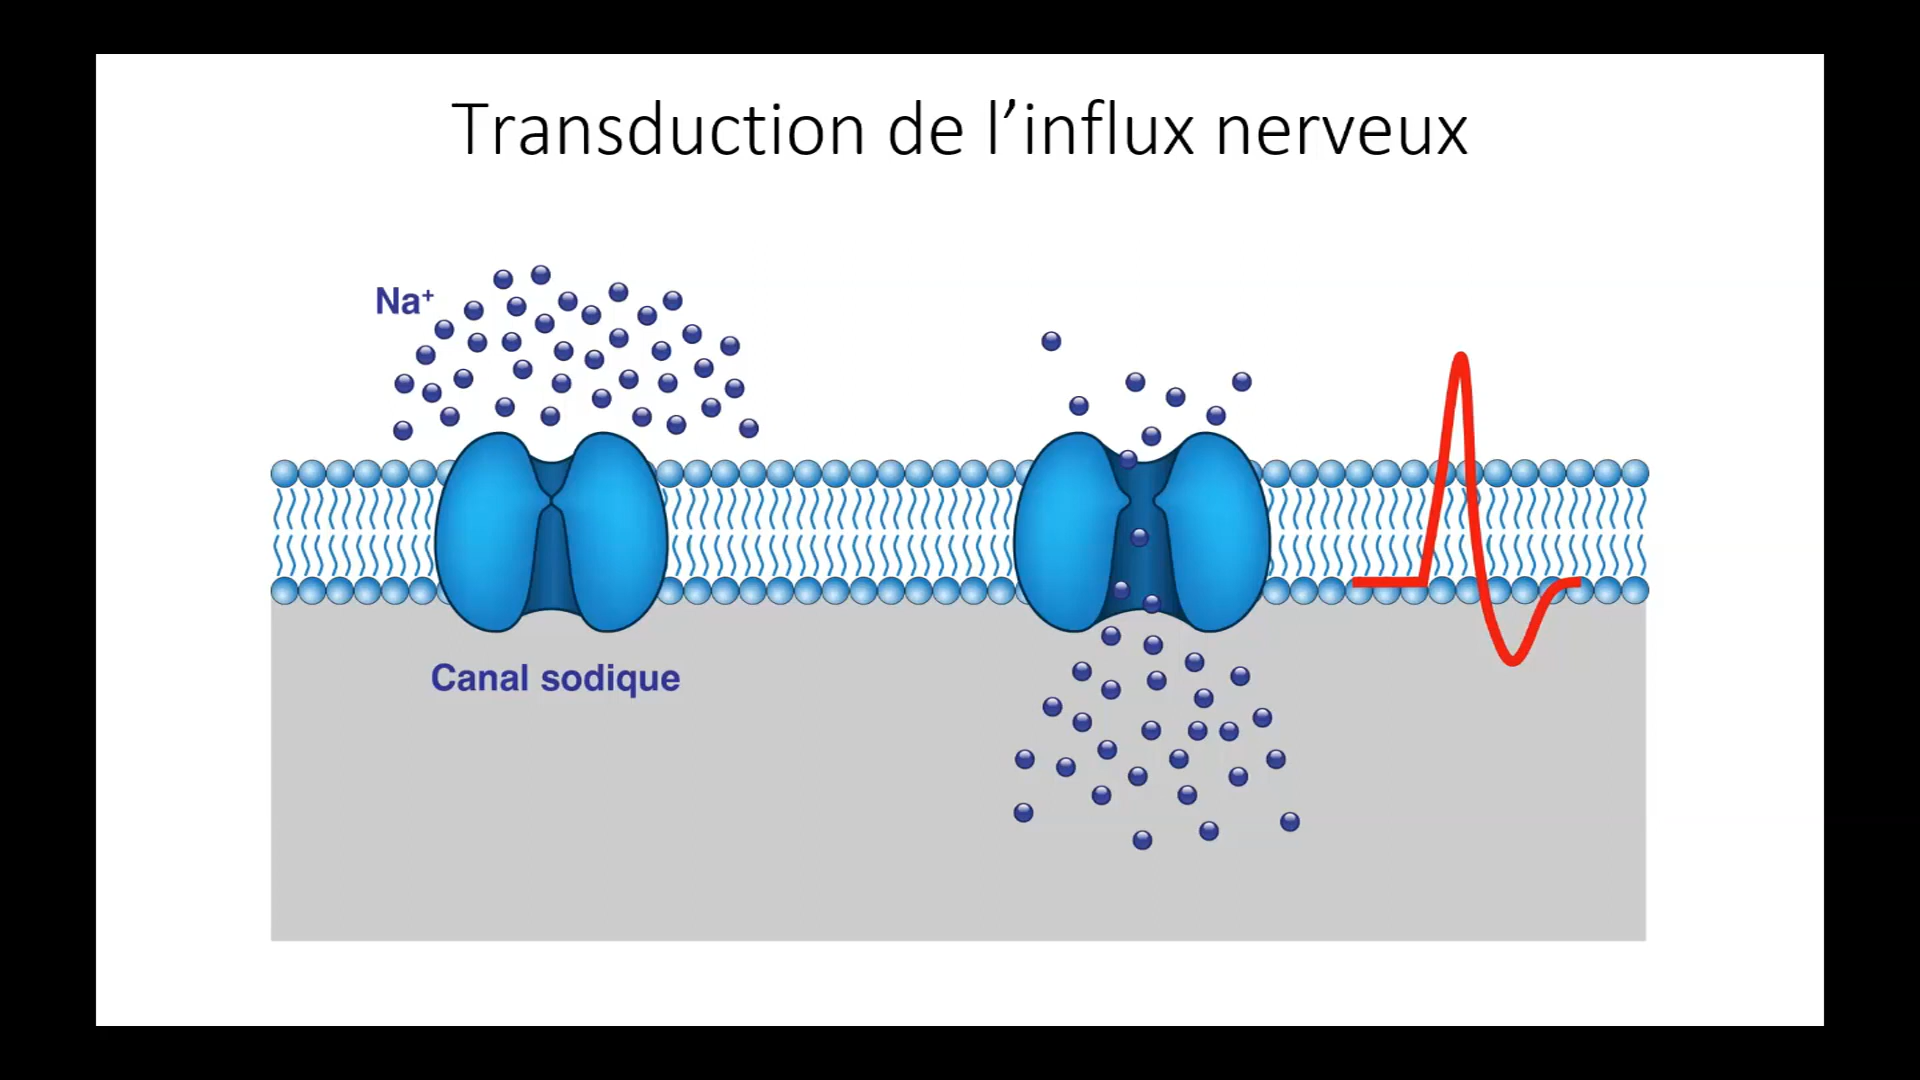 Transduction de l’influx nerveux
Na⁺
Canal sodique